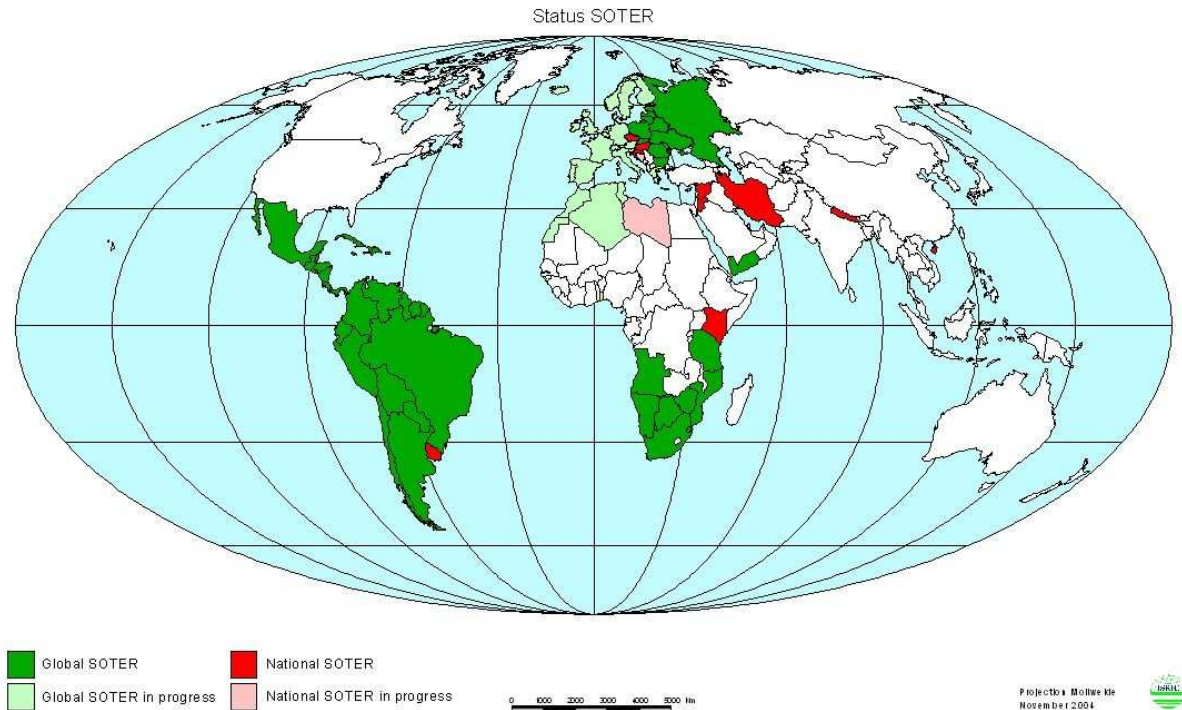 Status SOTER
Global SOTER
National SOTER
Global SOTER in progress
National SOTER in progress
0 1000 2000 3000 4000 5000 Km
Projection Mollweide
November 2004